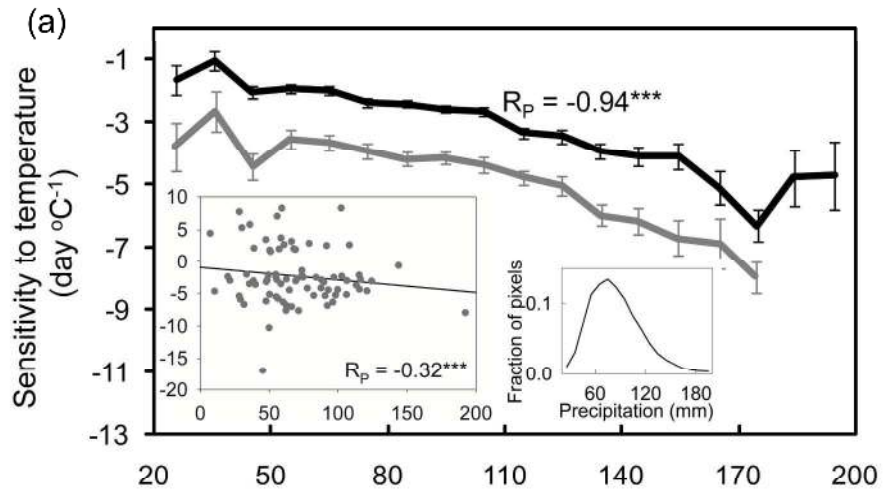 (a)
Sensitivity to temperature
(day °C⁻¹)
-1
-3
-5
-7
-9
-11
-13
R_P = -0.94***
10
5
0
-5
-10
-15
-20
R_P = -0.32***
0 50 100 150 200
Fraction of pixels
0.1
0.0
60 120 180
Precipitation (mm)
20 50 80 110 140 170 200